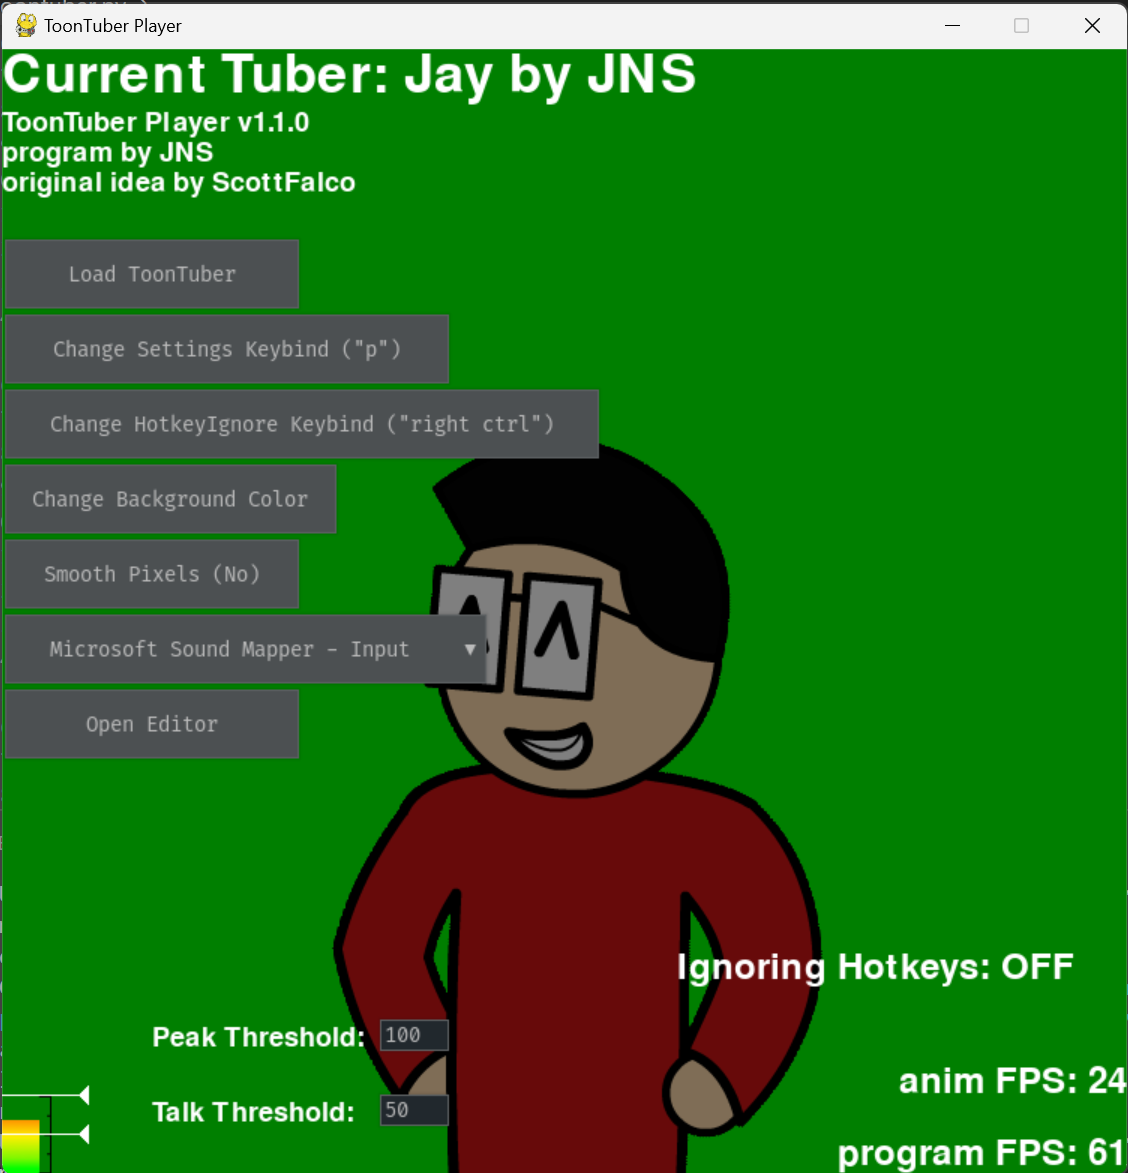 ToonTuber Player
Current Tuber: Jay by JNS
ToonTuber Player v1.1.0
program by JNS
original idea by ScottFalco
Load ToonTuber
Change Settings Keybind ("p")
Change HotkeyIgnore Keybind ("right ctrl")
Change Background Color
Smooth Pixels (No)
Microsoft Sound Mapper - Input
Open Editor
Ignoring Hotkeys: OFF
Peak Threshold: 100
anim FPS: 24
Talk Threshold: 50
program FPS: 61